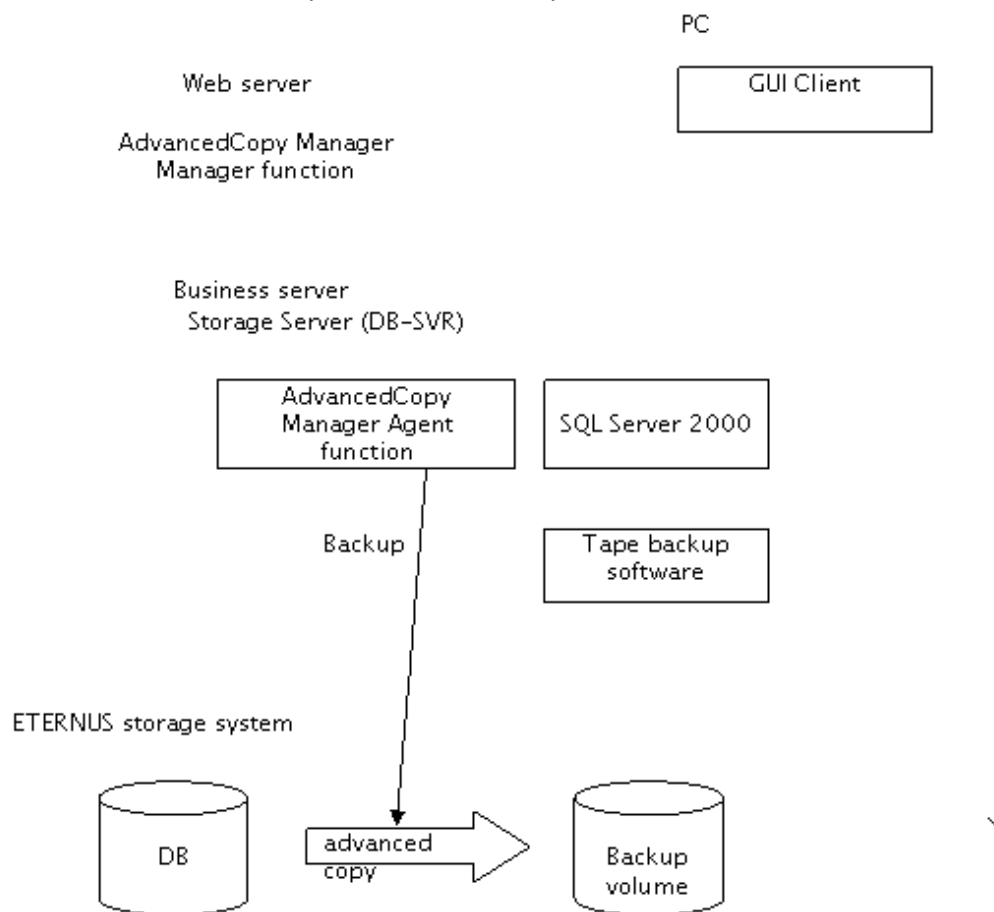 PC
Web server
GUI Client
AdvancedCopy Manager
Manager function
Business server
Storage Server (DB-SVR)
AdvancedCopy
Manager Agent
function
SQL Server 2000
Backup
Tape backup
software
ETERNUS storage system
DB
advanced
copy
Backup
volume